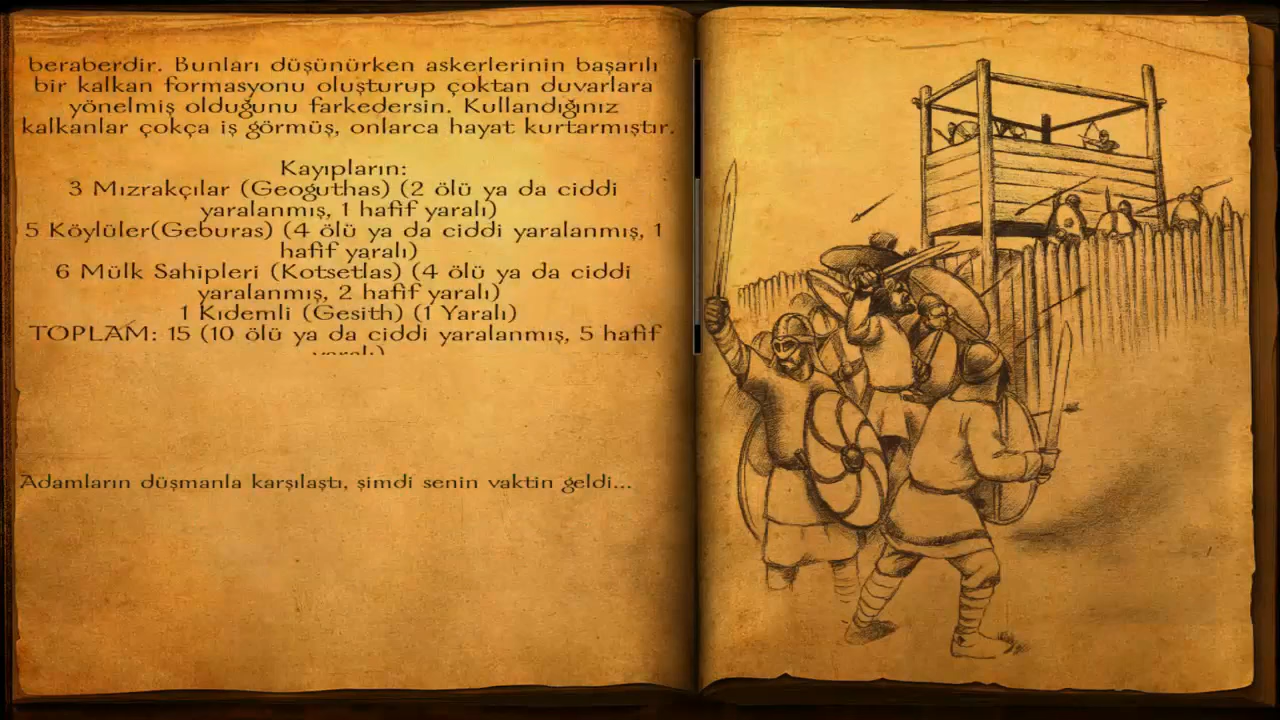 beraberdir. Bunları düşünürken askerlerinin başarılı
bir kalkan formasyonu oluşturup çoktan duvarlara
yönelmiş olduğunu farkedersin. Kullandığınız
kalkanlar çokça iş görmüş, onlarca hayat kurtarmıştır.
Kayıpların:
3 Mızrakçılar (Geoguthas) (2 ölü ya da ciddi
yaralanmış, 1 hafif yaralı)
5 Köylüler(Geburas) (4 ölü ya da ciddi yaralanmış, 1
hafif yaralı)
6 Mülk Sahipleri (Kotsetlas) (4 ölü ya da ciddi
yaralanmış, 2 hafif yaralı)
1 Kıdemli (Gesith) (1 Yaralı)
TOPLAM: 15 (10 ölü ya da ciddi yaralanmış, 5 hafif
yaralı)
Adamların düşmanla karşılaştı, şimdi senin vaktin geldi...